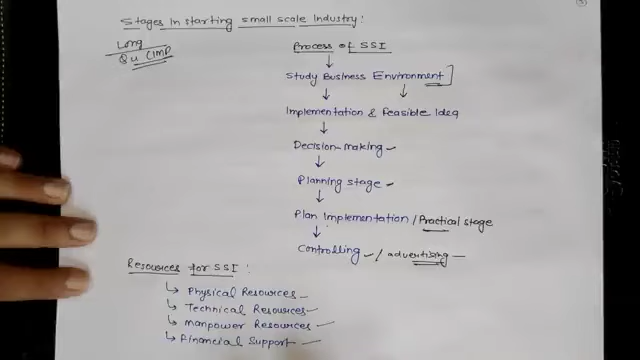 Stages In starting small scale Industry:
Long
Qu (IMP)
Process of SSI
Study Business Environment
Implementation & Feasible Idea
Decision-making
Planning stage
Plan Implementation / Practical stage
Controlling / advertising
Resources for SSI:
Physical Resources
Technical Resources
Manpower Resources
Financial Support